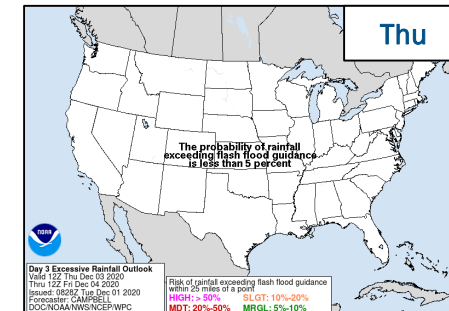 Thu
The probability of rainfall
exceeding flash flood guidance
is less than 5 percent
NOAA
Day 3 Excessive Rainfall Outlook
Valid 12Z Thu Dec 03 2020
Thru 12Z Fri Dec 04 2020
Issued: 0828Z Tue Dec 01 2020
Forecaster: CAMPBELL
DOC/NOAA/NWS/NCEP/WPC
Risk of rainfall exceeding flash flood guidance
within 25 miles of a point
HIGH: > 50% SLGT: 10%-20%
MDT: 20%-50% MRGL: 5%-10%